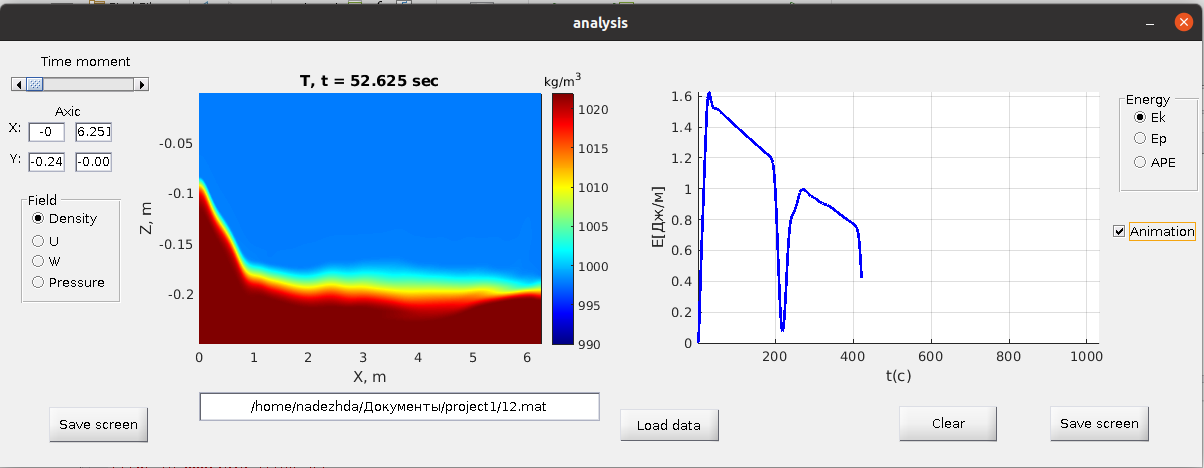 analysis
Time moment
Axic
X: -0 6.251
Y: -0.24 -0.00
Field
Density
U
W
Pressure
Save screen
T, t = 52.625 sec
kg/m³
Z, m
-0.05
-0.1
-0.15
-0.2
0 1 2 3 4 5 6
X, m
1020
1015
1010
1005
1000
995
990
/home/nadezhda/Документы/project1/12.mat
E[Дж/м]
1.6
1.4
1.2
1
0.8
0.6
0.4
0.2
0
200 400 600 800 1000
t(c)
Load data
Clear
Save screen
Energy
Ek
Ep
APE
Animation